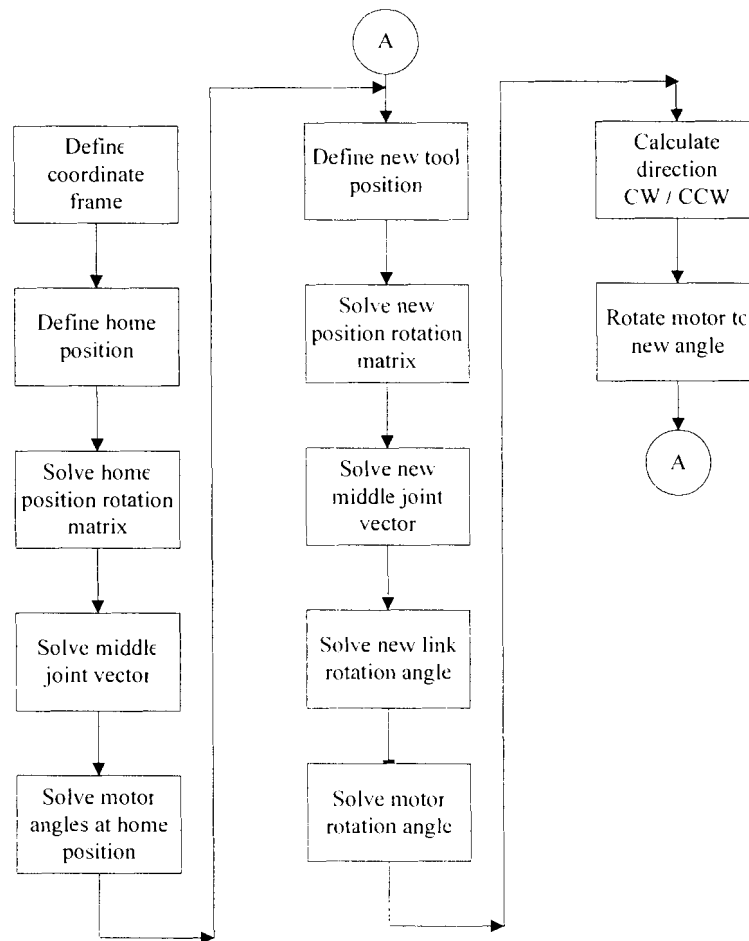 Define
coordinate
frame
Define home
position
Solve home
position rotation
matrix
Solve middle
joint vector
Solve motor
angles at home
position
A
Define new tool
position
Solve new
position rotation
matrix
Solve new
middle joint
vector
Solve new link
rotation angle
Solve motor
rotation angle
Calculate
direction
CW / CCW
Rotate motor to
new angle
A